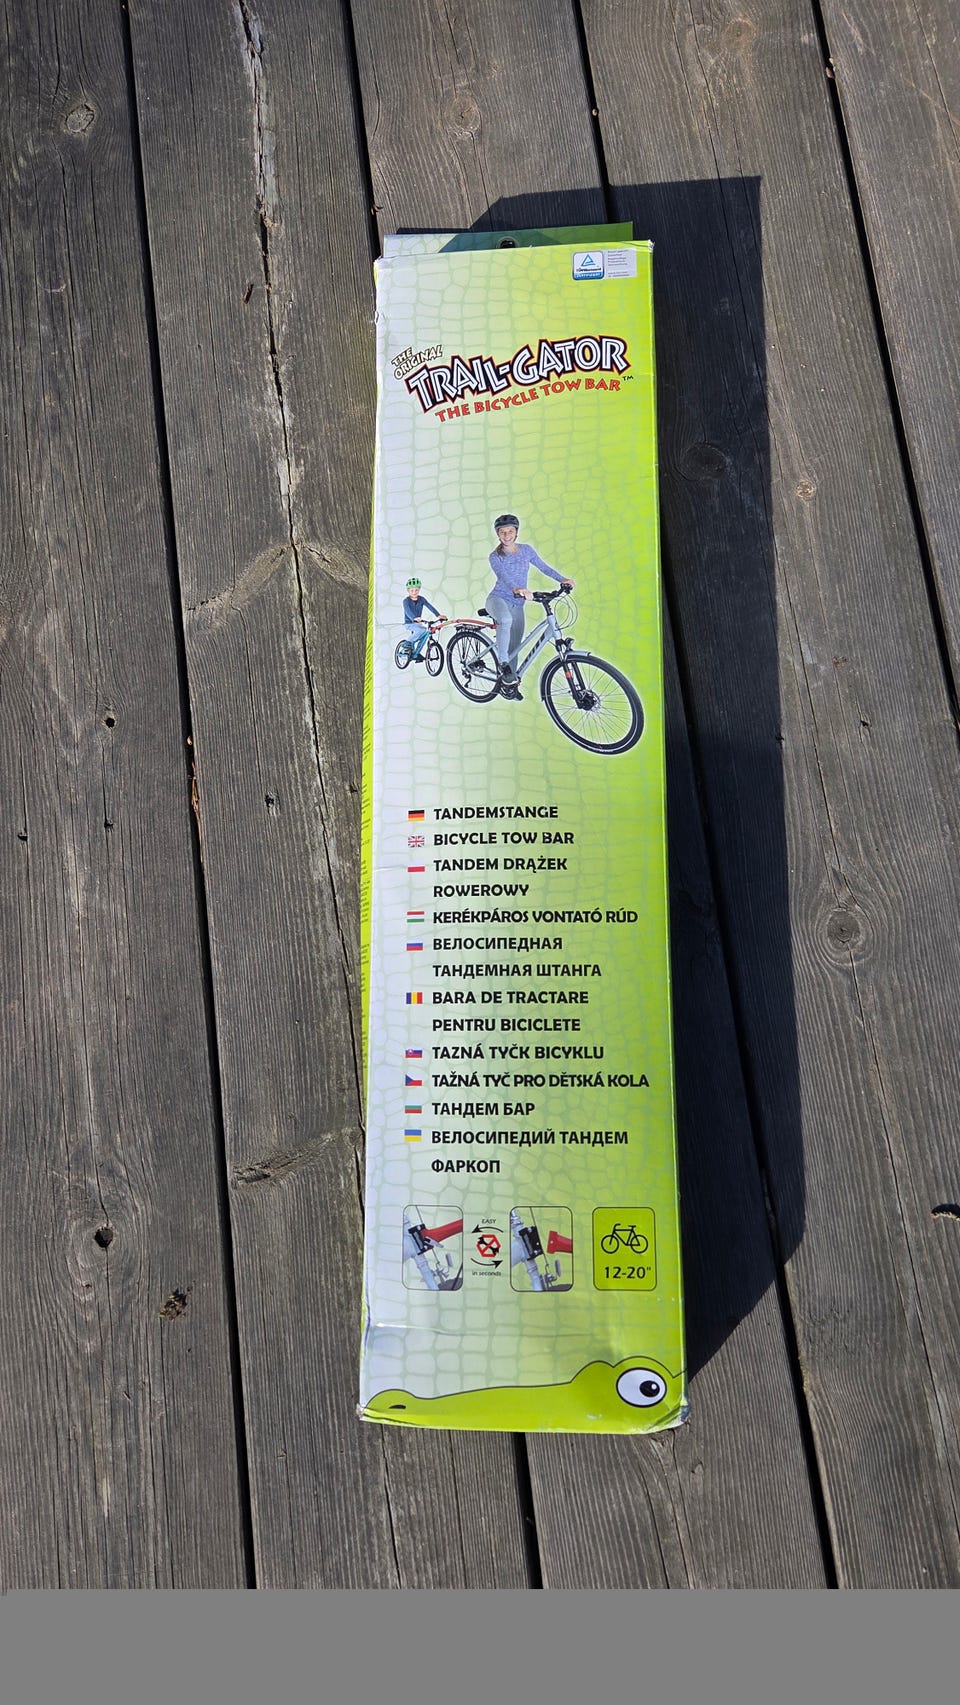 THE
ORIGINAL
TRAIL-GATOR
THE BICYCLE TOW BAR™
TANDEMSTANGE
BICYCLE TOW BAR
TANDEM DRĄŻEK
ROWEROWY
KERÉKPÁROS VONTATÓ RÚD
ВЕЛОСИПЕДНАЯ
ТАНДЕМНАЯ ШТАНГА
BARA DE TRACTARE
PENTRU BICICLETE
TAZNÁ TYČK BICYKLU
TAŽNÁ TYČ PRO DĚTSKÁ KOLA
ТАНДЕМ БАР
ВЕЛОСИПЕДИЙ ТАНДЕМ
ФАРКОП
EASY
in seconds
12-20"